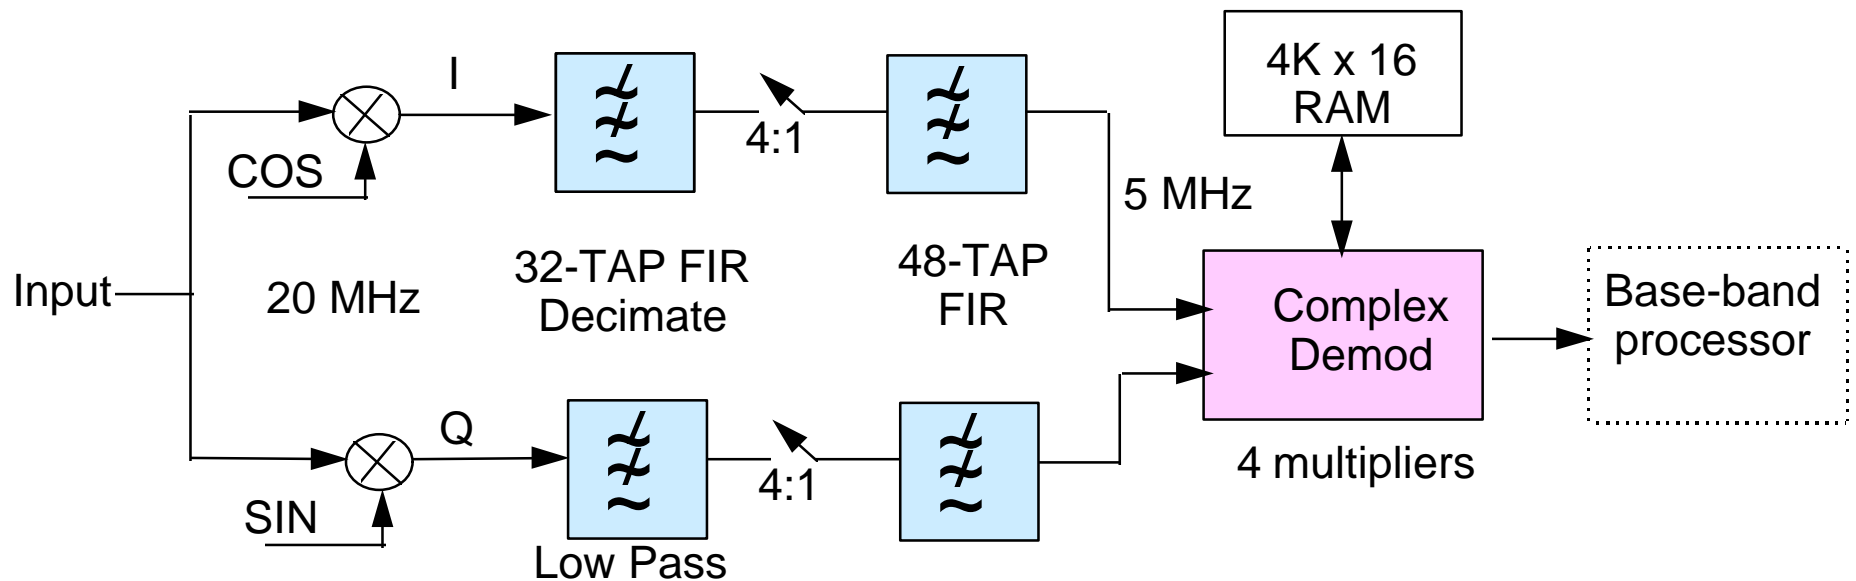 I
4:1
4K x 16
RAM
COS
5 MHz
Input
20 MHz
32-TAP FIR
Decimate
48-TAP
FIR
Complex
Demod
Base-band
processor
Q
4:1
4 multipliers
SIN
Low Pass